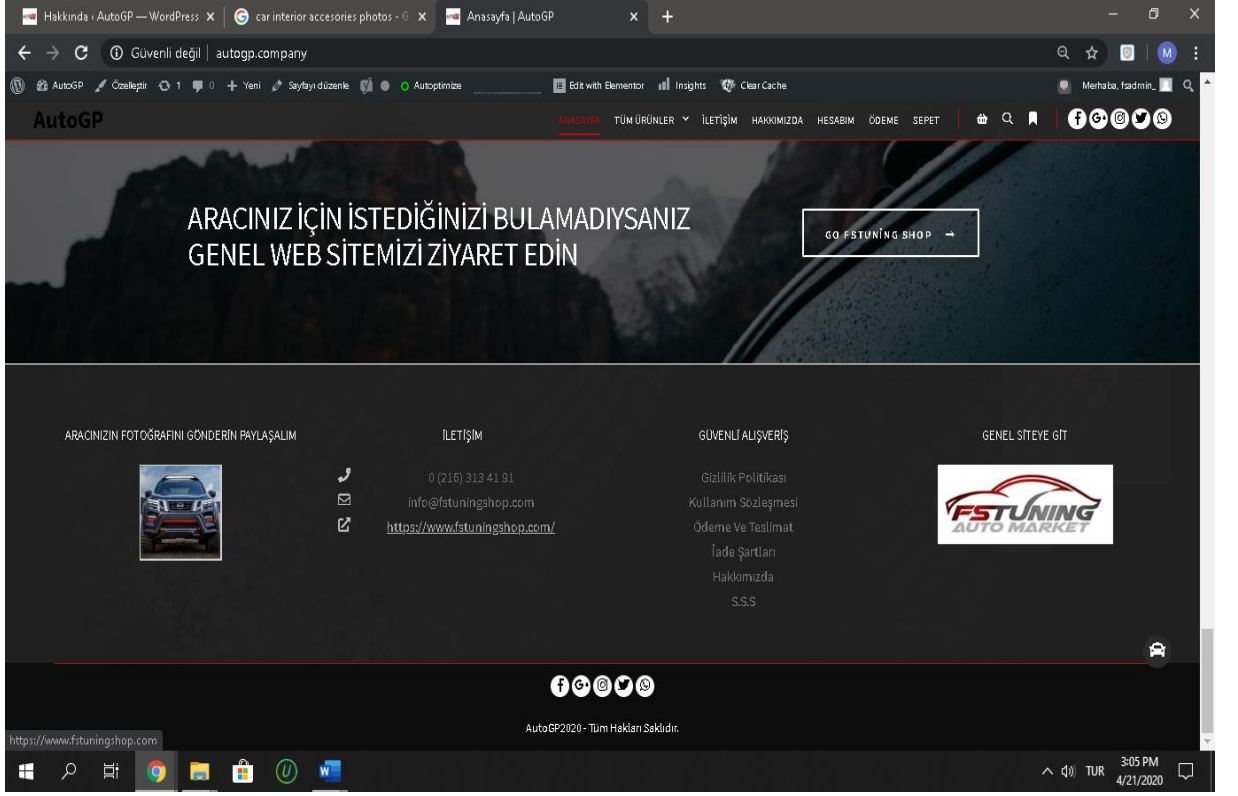 Hakkında ‹ AutoGP — WordPress
car interior accesories photos - G
Anasayfa | AutoGP
Güvenli değil | autogp.company
M
AutoGP Özelleştir 1 0 Yeni Sayfayı düzenle Autoptimize Edit with Elementor Insights Clear Cache Merhaba, fsadmin_
AutoGP
ANASAYFA TÜM ÜRÜNLER İLETİŞİM HAKKIMIZDA HESABIM ÖDEME SEPET
ARACINIZ İÇİN İSTEDİĞİNİZİ BULAMADIYSANIZ
GENEL WEB SİTEMİZİ ZİYARET EDİN
GO FSTUNİNG SHOP →
ARACINIZIN FOTOĞRAFINI GÖNDERİN PAYLAŞALIM
İLETİŞİM
0 (216) 313 41 91
info@fstuningshop.com
https://www.fstuningshop.com/
GÜVENLİ ALIŞVERİŞ
Gizlilik Politikası
Kullanım Sözleşmesi
Ödeme Ve Teslimat
İade Şartları
Hakkımızda
S.S.S
GENEL SİTEYE GİT
FSTUNING
AUTO MARKET
AutoGP2020 - Tüm Hakları Saklıdır.
https://www.fstuningshop.com
TUR
3:05 PM
4/21/2020